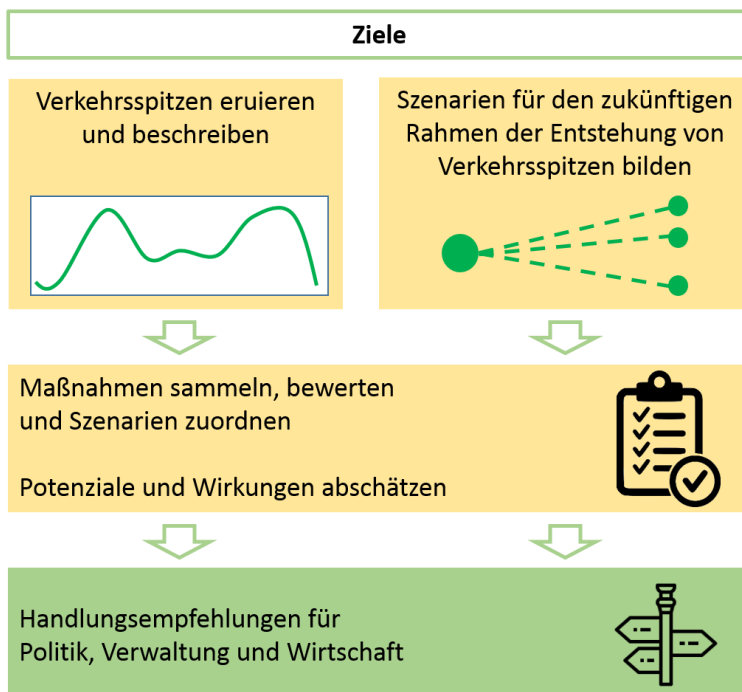 Ziele
Verkehrsspitzen eruieren
und beschreiben
Szenarien für den zukünftigen
Rahmen der Entstehung von
Verkehrsspitzen bilden
Maßnahmen sammeln, bewerten
und Szenarien zuordnen
Potenziale und Wirkungen abschätzen
Handlungsempfehlungen für
Politik, Verwaltung und Wirtschaft